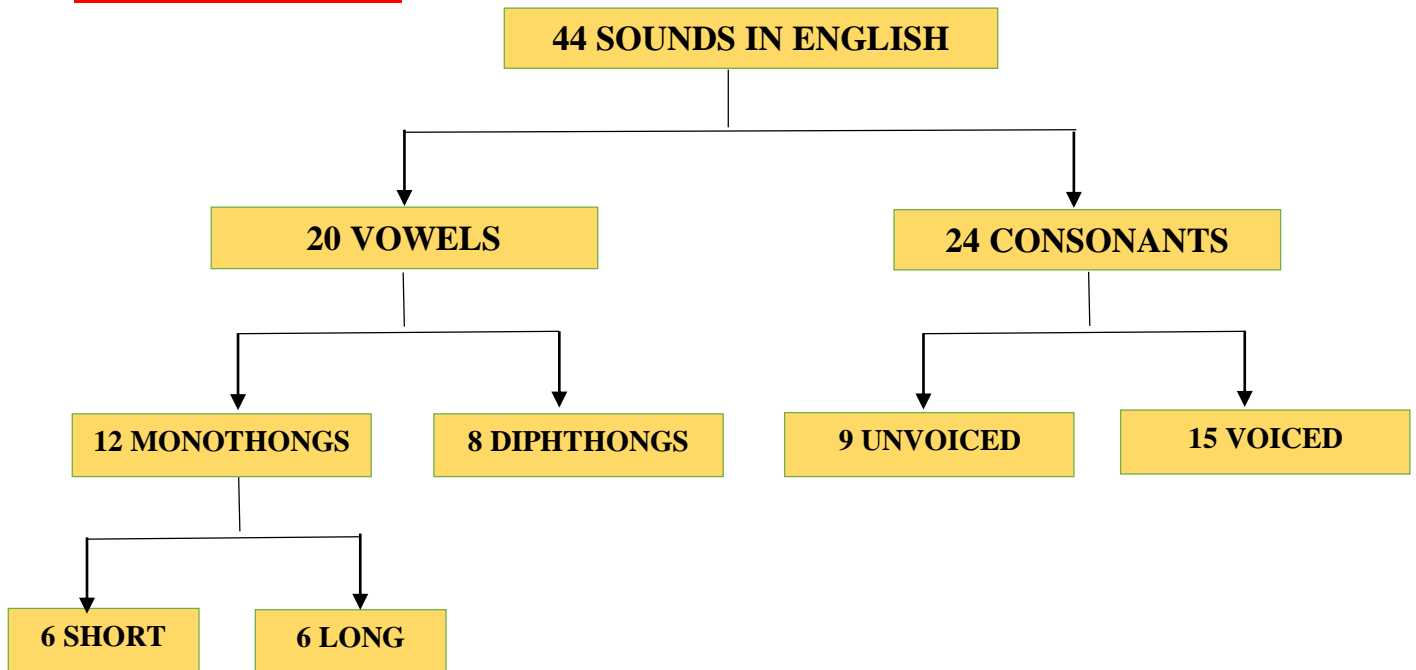 44 SOUNDS IN ENGLISH
20 VOWELS
24 CONSONANTS
12 MONOTHONGS
8 DIPHTHONGS
9 UNVOICED
15 VOICED
6 SHORT
6 LONG